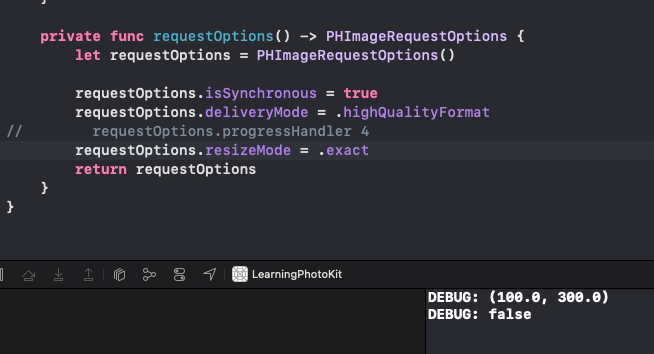 }
private func requestOptions() -> PHImageRequestOptions {
let requestOptions = PHImageRequestOptions()
requestOptions.isSynchronous = true
requestOptions.deliveryMode = .highQualityFormat
// requestOptions.progressHandler 4
requestOptions.resizeMode = .exact
return requestOptions
}
}
LearningPhotoKit
DEBUG: (100.0, 300.0)
DEBUG: false